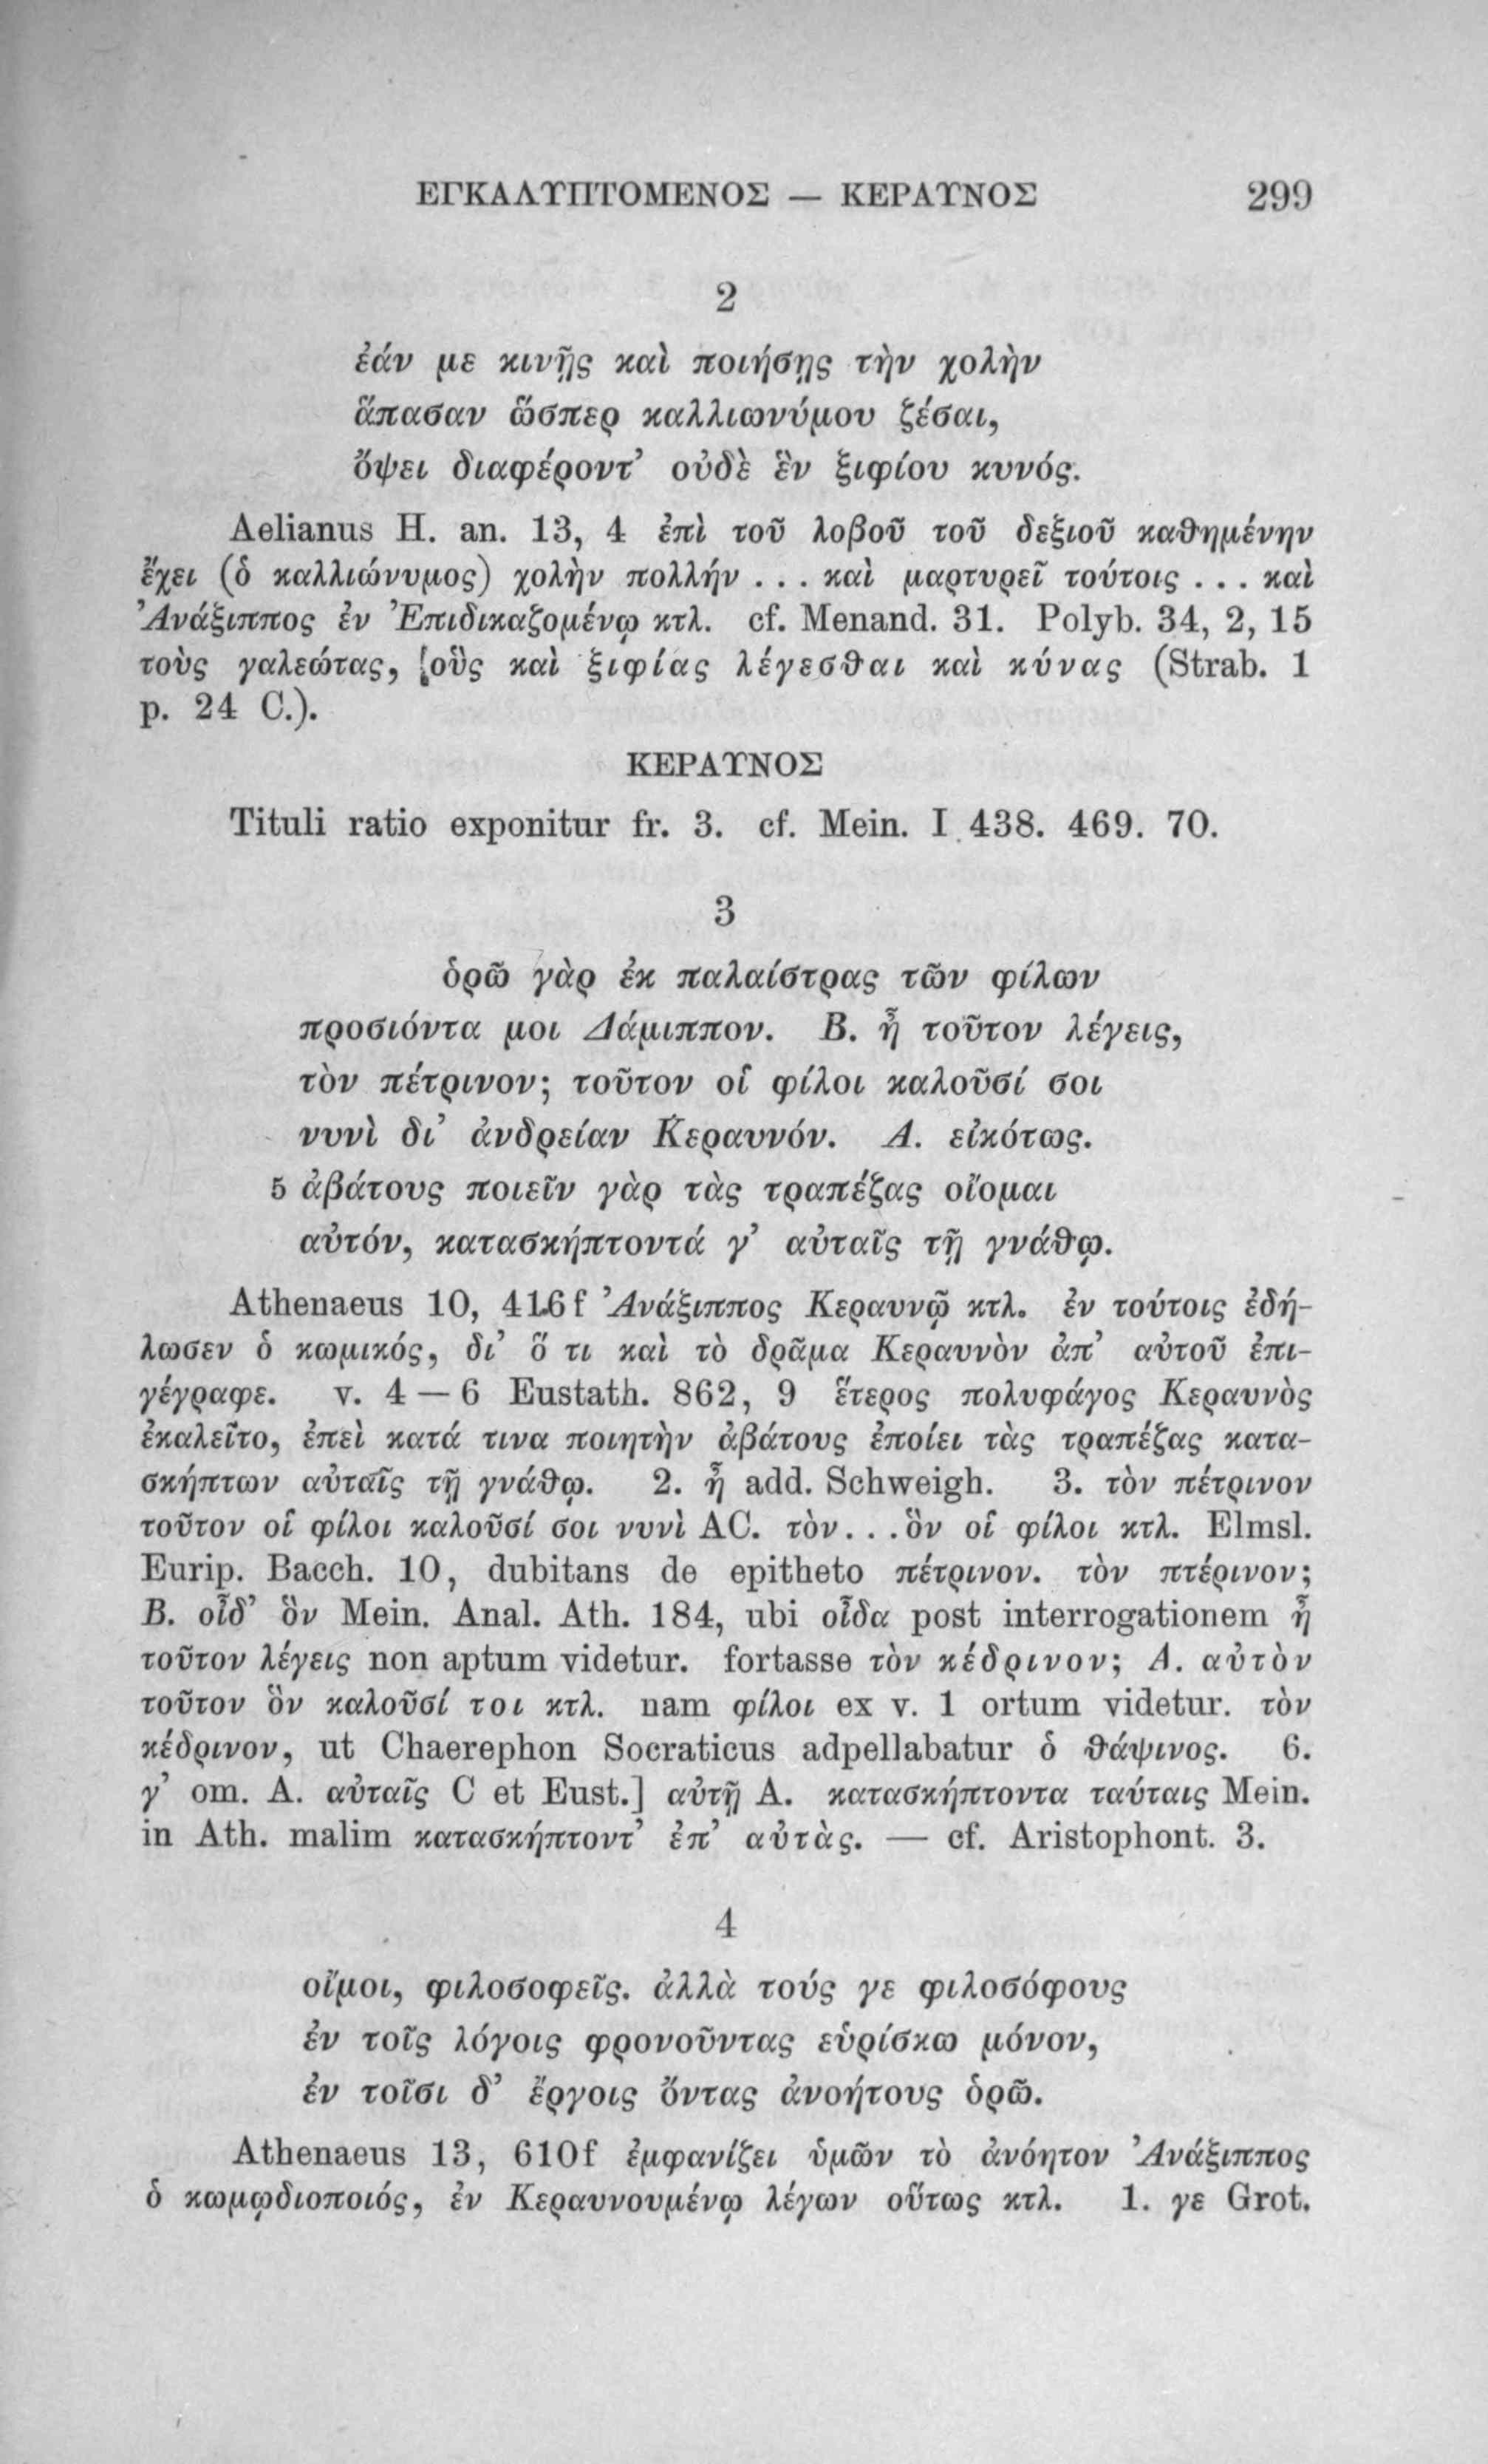 ΕΓΚΑΛΥΠΤΟΜΕΝΟΣ — ΚΕΡΑΥΝΟΣ 299
2
ἐάν με κινῇς καὶ ποιήσῃς τὴν χολὴν
ἅπασαν ὥσπερ καλλιωνύμου ζέσαι,
ὄψει διαφέροντ’ οὐδὲ ἓν ξιφίου κυνός.
Aelianus H. an. 13, 4 ἐπὶ τοῦ λοβοῦ τοῦ δεξιοῦ καθημένην
ἔχει (ὁ καλλιώνυμος) χολὴν πολλήν ... καὶ μαρτυρεῖ τούτοις ... καὶ
Ἀνάξιππος ἐν Ἐπιδικαζομένῳ κτλ. cf. Menand. 31. Polyb. 34, 2, 15
τοὺς γαλεώτας, [οὓς καὶ ξιφίας λέγεσθαι καὶ κύνας (Strab. 1
p. 24 C.).
ΚΕΡΑΥΝΟΣ
Tituli ratio exponitur fr. 3. cf. Mein. I 438. 469. 70.
3
ὁρῶ γὰρ ἐκ παλαίστρας τῶν φίλων
προσιόντα μοι Δάμιππον. Β. ἦ τοῦτον λέγεις,
τὸν πέτρινον; τοῦτον οἱ φίλοι καλοῦσί σοι
νυνὶ δι’ ἀνδρείαν Κεραυνόν. Α. εἰκότως.
5 ἀβάτους ποιεῖν γὰρ τὰς τραπέζας οἴομαι
αὐτόν, κατασκήπτοντά γ’ αὐταῖς τῇ γνάθῳ.
Athenaeus 10, 416 f Ἀνάξιππος Κεραυνῷ κτλ. ἐν τούτοις ἐδή-
λωσεν ὁ κωμικός, δι’ ὅ τι καὶ τὸ δρᾶμα Κεραυνὸν ἀπ’ αὐτοῦ ἐπι-
γέγραφε. v. 4 — 6 Eustath. 862, 9 ἕτερος πολυφάγος Κεραυνὸς
ἐκαλεῖτο, ἐπεὶ κατά τινα ποιητὴν ἀβάτους ἐποίει τὰς τραπέζας κατα-
σκήπτων αὐταῖς τῇ γνάθῳ. 2. ἦ add. Schweigh. 3. τὸν πέτρινον
τοῦτον οἱ φίλοι καλοῦσί σοι νυνὶ AC. τὸν...ὃν οἱ φίλοι κτλ. Elmsl.
Eurip. Bacch. 10, dubitans de epitheto πέτρινον. τὸν πτέρινον;
Β. οἶδ’ ὃν Mein. Anal. Ath. 184, ubi οἶδα post interrogationem ἦ
τοῦτον λέγεις non aptum videtur. fortasse τὸν κέδρινον; Α. αὐτὸν
τοῦτον ὃν καλοῦσί τοι κτλ. nam φίλοι ex v. 1 ortum videtur. τὸν
κέδρινον, ut Chaerephon Socraticus adpellabatur ὁ θάψινος. 6.
γ’ om. A. αὐταῖς C et Eust.] αὐτῇ A. κατασκήπτοντα ταύταις Mein.
in Ath. malim κατασκήπτοντ’ ἐπ’ αὐτὰς. — cf. Aristophont. 3.
4
οἴμοι, φιλοσοφεῖς. ἀλλὰ τούς γε φιλοσόφους
ἐν τοῖς λόγοις φρονοῦντας εὑρίσκω μόνον,
ἐν τοῖσι δ’ ἔργοις ὄντας ἀνοήτους ὁρῶ.
Athenaeus 13, 610f ἐμφανίζει ὑμῶν τὸ ἀνόητον Ἀνάξιππος
ὁ κωμῳδιοποιός, ἐν Κεραυνουμένῳ λέγων οὕτως κτλ. 1. γε Grot.